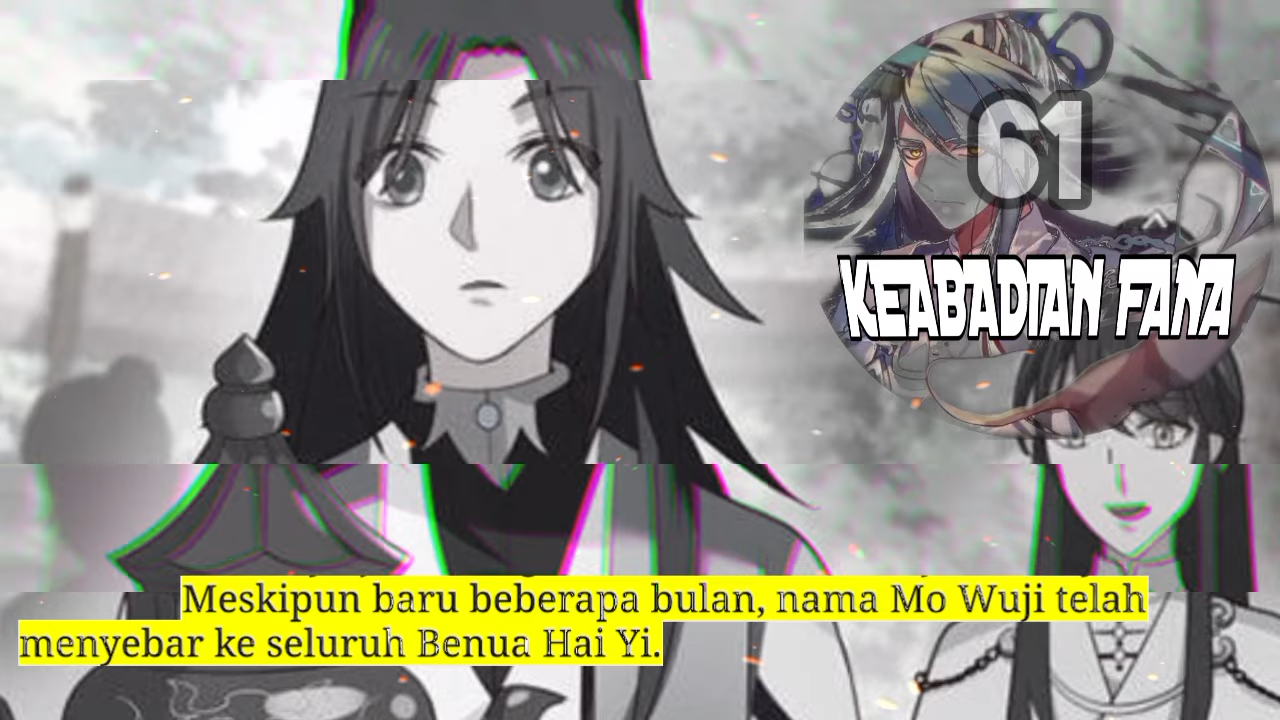 61
KEABADIAN FANA
Meskipun baru beberapa bulan, nama Mo Wuji telah
menyebar ke seluruh Benua Hai Yi.